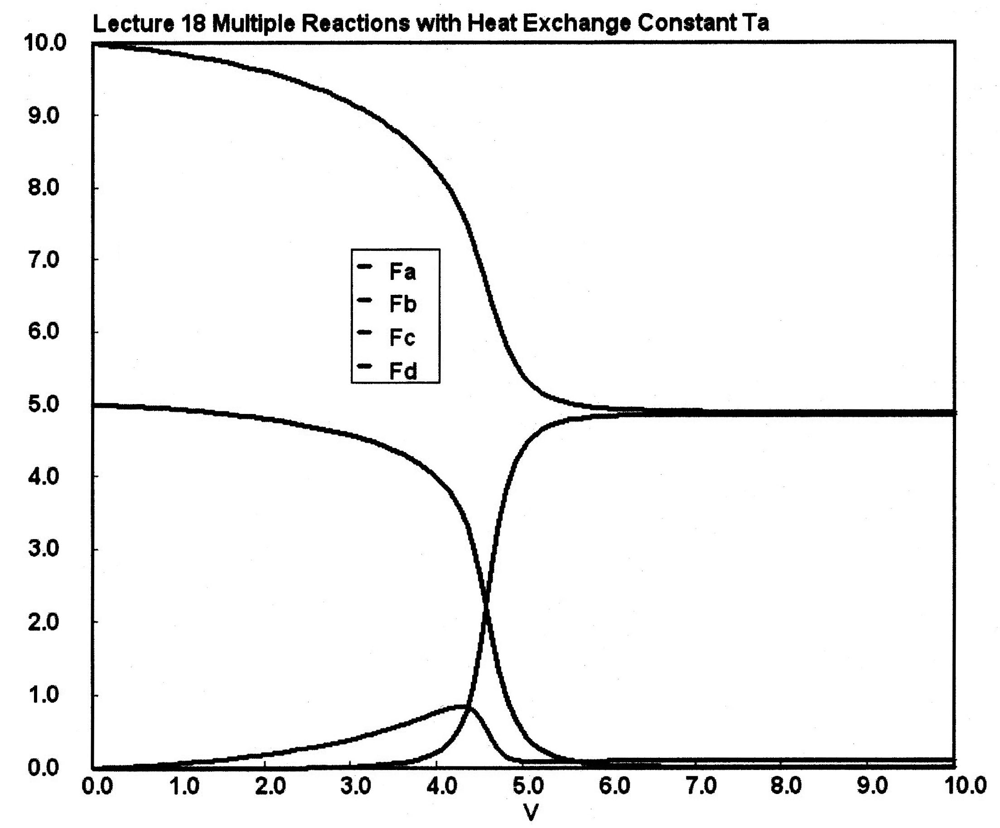 Lecture 18 Multiple Reactions with Heat Exchange Constant Ta
10.0
9.0
8.0
7.0
Fa
Fb
6.0
Fc
Fd
5.0
4.0
3.0
2.0
1.0
0.0
0.0 1.0 2.0 3.0 4.0 5.0 6.0 7.0 8.0 9.0 10.0
V